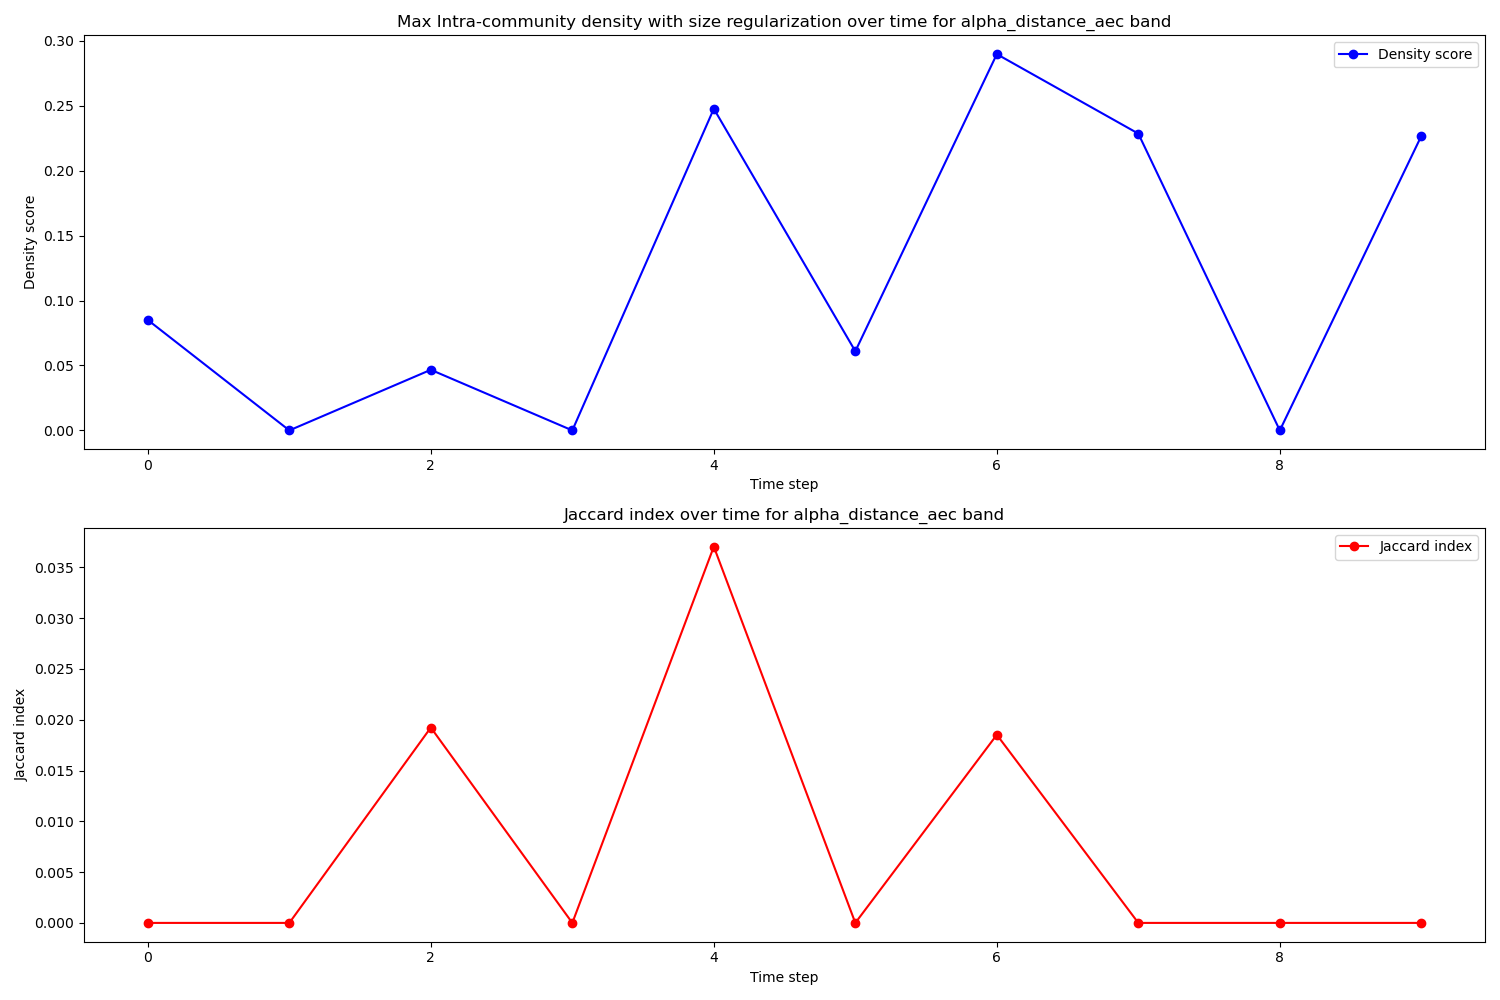 Max Intra-community density with size regularization over time for alpha_distance_aec band
Density score
0.30
0.25
0.20
0.15
0.10
0.05
0.00
Density score
0 2 4 6 8
Time step
Jaccard index over time for alpha_distance_aec band
Jaccard index
0.035
0.030
0.025
0.020
0.015
0.010
0.005
0.000
Jaccard index
0 2 4 6 8
Time step